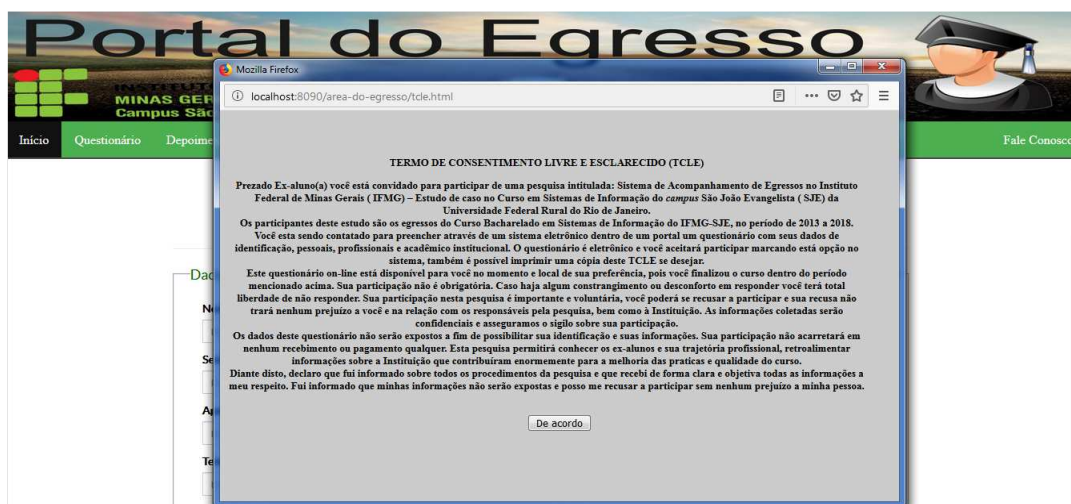 Portal do Egresso
INSTITUTO
MINAS GER
Campus São
Mozilla Firefox
localhost:8090/area-do-egresso/tcle.html
Início Questionário Depoime Fale Conosco
TERMO DE CONSENTIMENTO LIVRE E ESCLARECIDO (TCLE)
Prezado Ex-aluno(a) você está convidado para participar de uma pesquisa intitulada: Sistema de Acompanhamento de Egressos no Instituto
Federal de Minas Gerais ( IFMG) – Estudo de caso no Curso em Sistemas de Informação do campus São João Evangelista ( SJE) da
Universidade Federal Rural do Rio de Janeiro.
Os participantes deste estudo são os egressos do Curso Bacharelado em Sistemas de Informação do IFMG-SJE, no período de 2013 a 2018.
Você esta sendo contatado para preencher através de um sistema eletrônico dentro de um portal um questionário com seus dados de
identificação, pessoais, profissionais e acadêmico institucional. O questionário é eletrônico e você aceitará participar marcando está opção no
sistema, também é possível imprimir uma cópia deste TCLE se desejar.
Este questionário on-line está disponível para você no momento e local de sua preferência, pois você finalizou o curso dentro do período
mencionado acima. Sua participação não é obrigatória. Caso haja algum constrangimento ou desconforto em responder você terá total
liberdade de não responder. Sua participação nesta pesquisa é importante e voluntária, você poderá se recusar a participar e sua recusa não
trará nenhum prejuízo a você e na relação com os responsáveis pela pesquisa, bem como à Instituição. As informações coletadas serão
confidenciais e asseguramos o sigilo sobre sua participação.
Os dados deste questionário não serão expostos a fim de possibilitar sua identificação e suas informações. Sua participação não acarretará em
nenhum recebimento ou pagamento qualquer. Esta pesquisa permitirá conhecer os ex-alunos e sua trajetória profissional, retroalimentar
informações sobre a Instituição que contribuíram enormemente para a melhoria das praticas e qualidade do curso.
Diante disto, declaro que fui informado sobre todos os procedimentos da pesquisa e que recebi de forma clara e objetiva todas as informações a
meu respeito. Fui informado que minhas informações não serão expostas e posso me recusar a participar sem nenhum prejuízo a minha pessoa.
De acordo
Dad
N
Se
Ap
Te